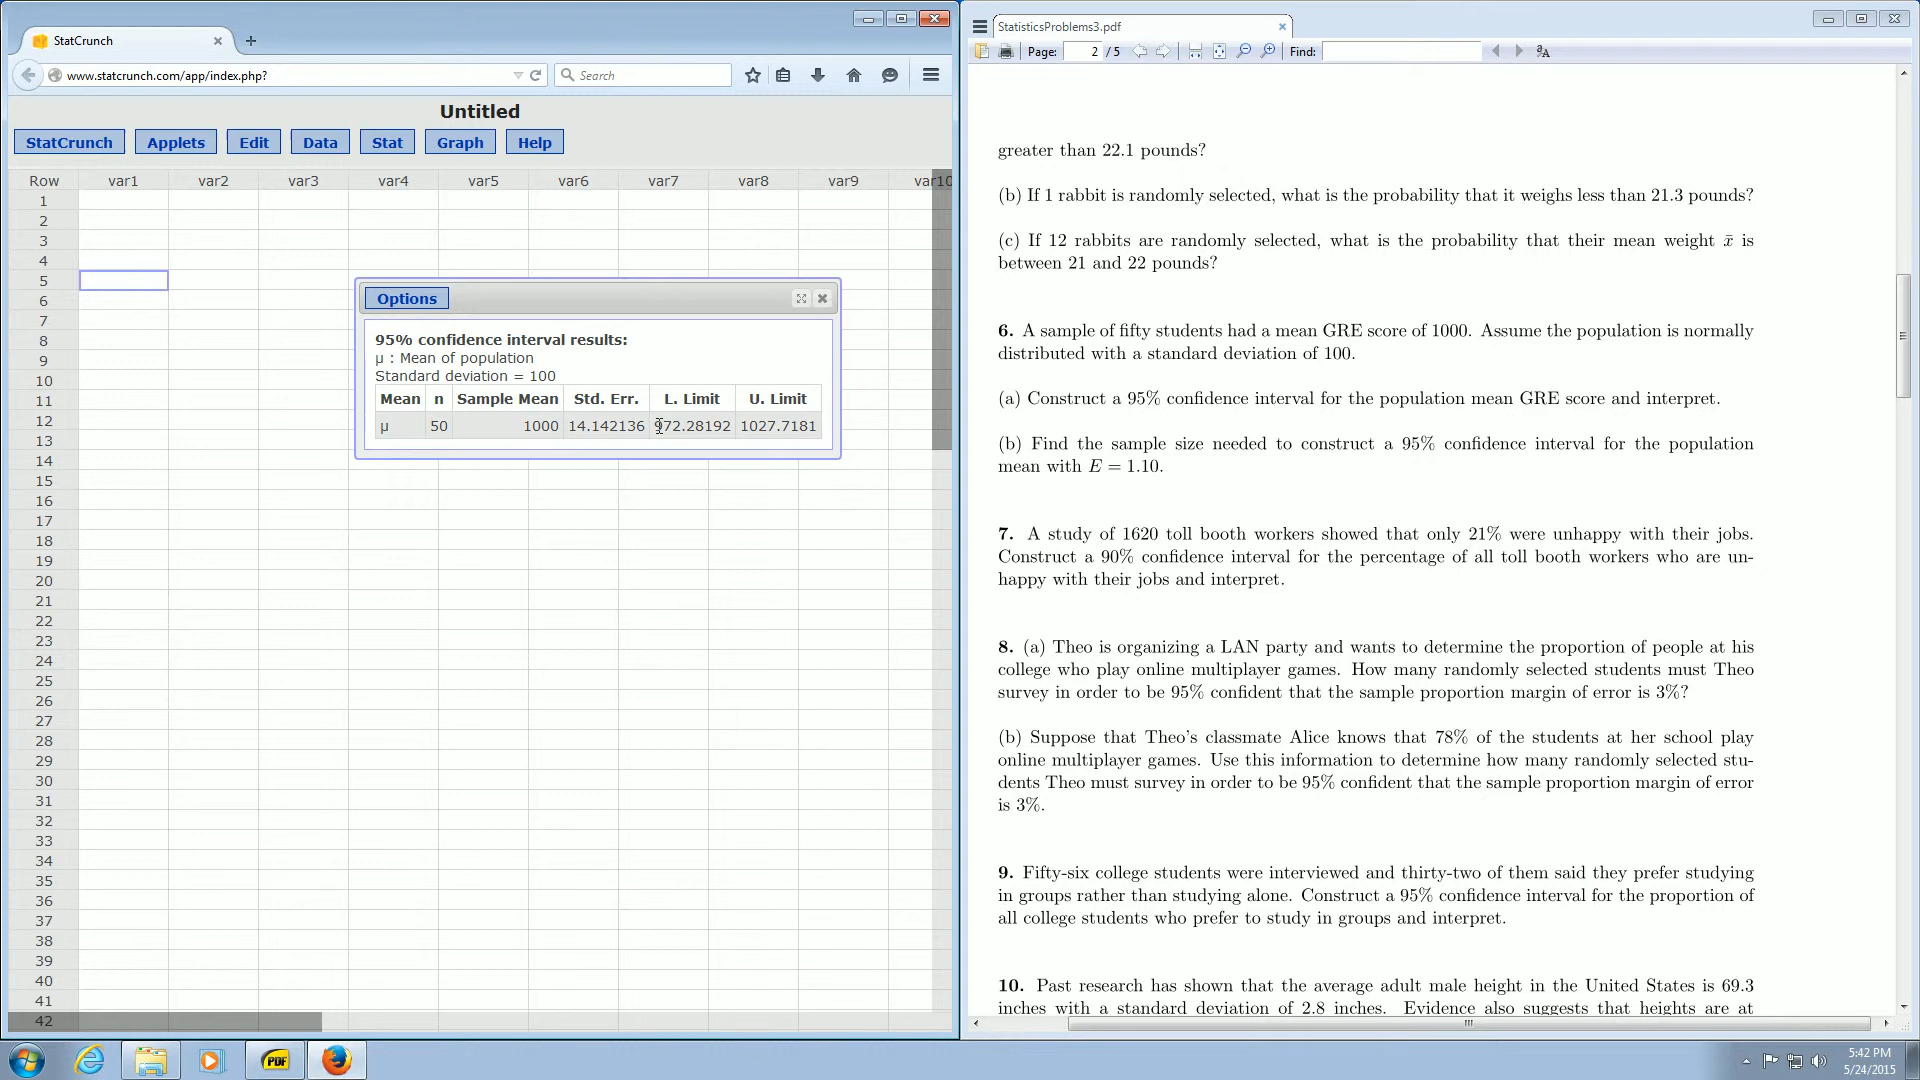 StatCrunch
www.statcrunch.com/app/index.php?
Search
Untitled
StatCrunch Applets Edit Data Stat Graph Help
Row var1 var2 var3 var4 var5 var6 var7 var8 var9 var10
1
2
3
4
5
6
7
8
9
10
11
12
13
14
15
16
17
18
19
20
21
22
23
24
25
26
27
28
29
30
31
32
33
34
35
36
37
38
39
40
41
42
Options
95% confidence interval results:
μ : Mean of population
Standard deviation = 100
Mean n Sample Mean Std. Err. L. Limit U. Limit
μ 50 1000 14.142136 972.28192 1027.7181
StatisticsProblems3.pdf
Page: 2 / 5 Find:
greater than 22.1 pounds?
(b) If 1 rabbit is randomly selected, what is the probability that it weighs less than 21.3 pounds?
(c) If 12 rabbits are randomly selected, what is the probability that their mean weight x̄ is
between 21 and 22 pounds?
6. A sample of fifty students had a mean GRE score of 1000. Assume the population is normally
distributed with a standard deviation of 100.
(a) Construct a 95% confidence interval for the population mean GRE score and interpret.
(b) Find the sample size needed to construct a 95% confidence interval for the population
mean with E = 1.10.
7. A study of 1620 toll booth workers showed that only 21% were unhappy with their jobs.
Construct a 90% confidence interval for the percentage of all toll booth workers who are un-
happy with their jobs and interpret.
8. (a) Theo is organizing a LAN party and wants to determine the proportion of people at his
college who play online multiplayer games. How many randomly selected students must Theo
survey in order to be 95% confident that the sample proportion margin of error is 3%?
(b) Suppose that Theo's classmate Alice knows that 78% of the students at her school play
online multiplayer games. Use this information to determine how many randomly selected stu-
dents Theo must survey in order to be 95% confident that the sample proportion margin of error
is 3%.
9. Fifty-six college students were interviewed and thirty-two of them said they prefer studying
in groups rather than studying alone. Construct a 95% confidence interval for the proportion of
all college students who prefer to study in groups and interpret.
10. Past research has shown that the average adult male height in the United States is 69.3
inches with a standard deviation of 2.8 inches. Evidence also suggests that heights are at
PDF
5:42 PM
5/24/2015